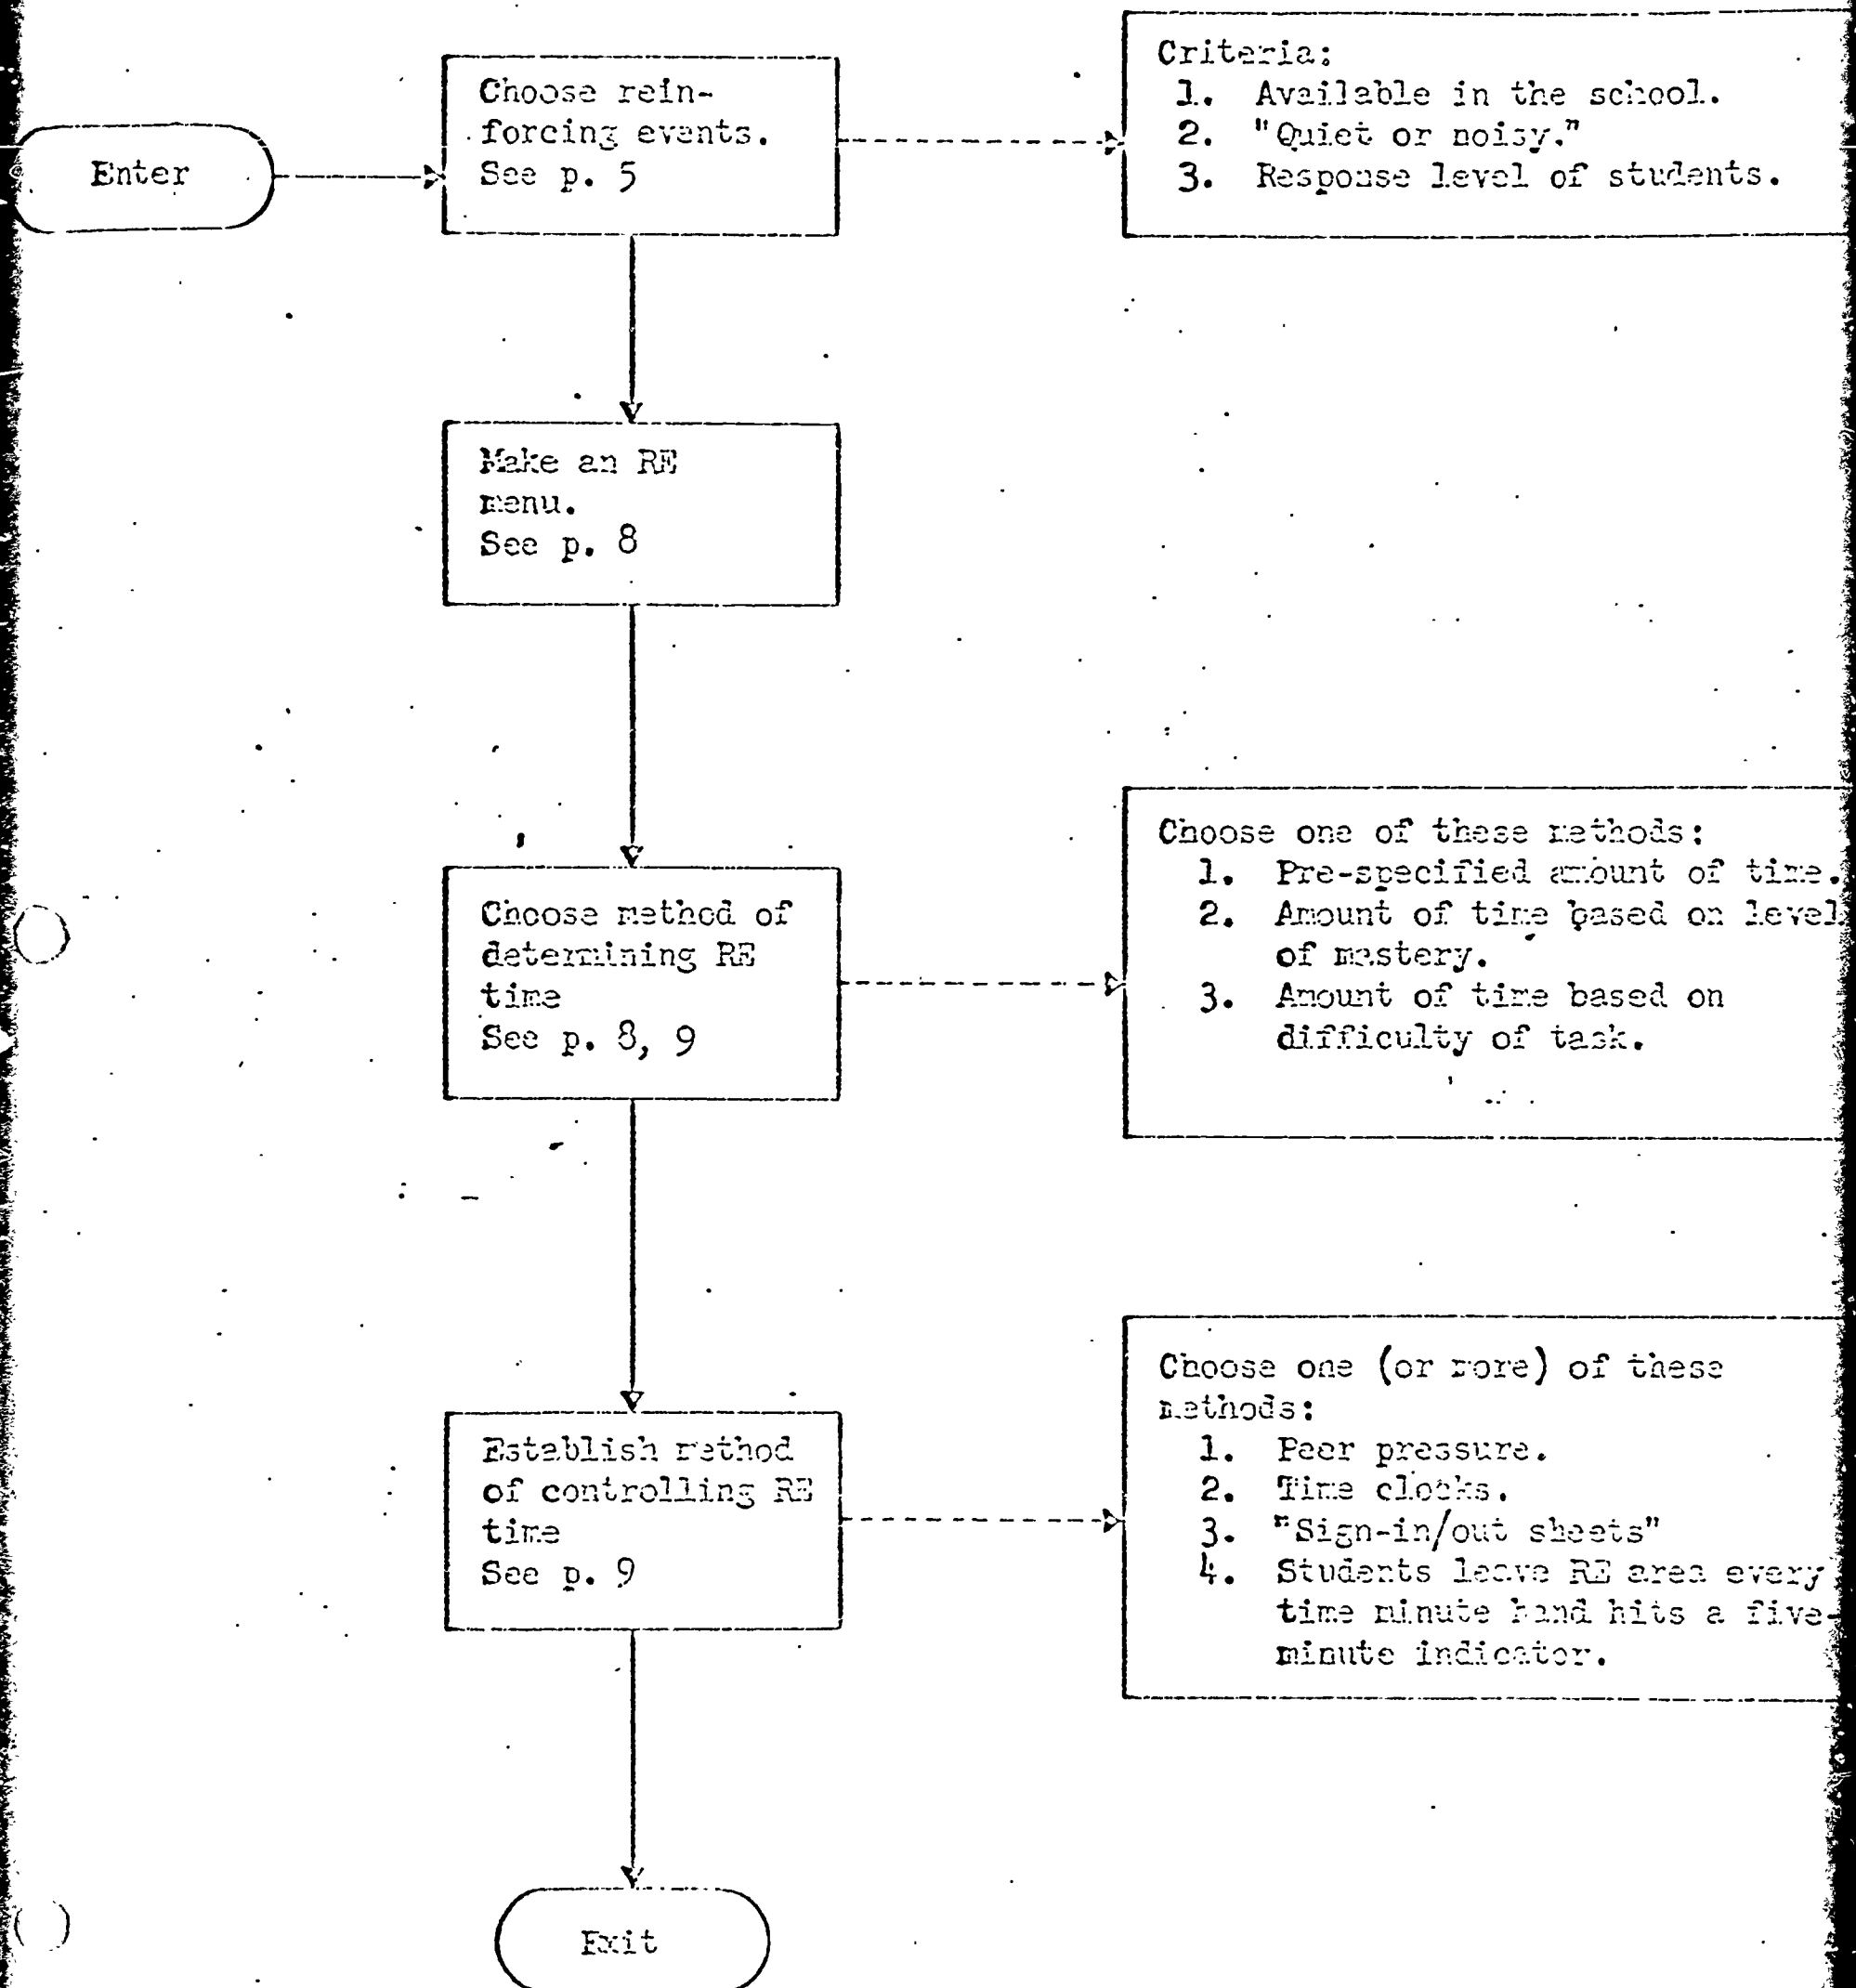 Enter
Choose rein-
forcing events.
See p. 5
Criteria:
1. Available in the school.
2. "Quiet or noisy."
3. Response level of students.
Make an RE
menu.
See p. 8
Choose method of
determining RE
time
See p. 8, 9
Choose one of these methods:
1. Pre-specified amount of time.
2. Amount of time based on level
of mastery.
3. Amount of time based on
difficulty of task.
Establish method
of controlling RE
time
See p. 9
Choose one (or more) of these
methods:
1. Peer pressure.
2. Time clocks.
3. "Sign-in/out sheets"
4. Students leave RE area every
time minute hand hits a five-
minute indicator.
Exit